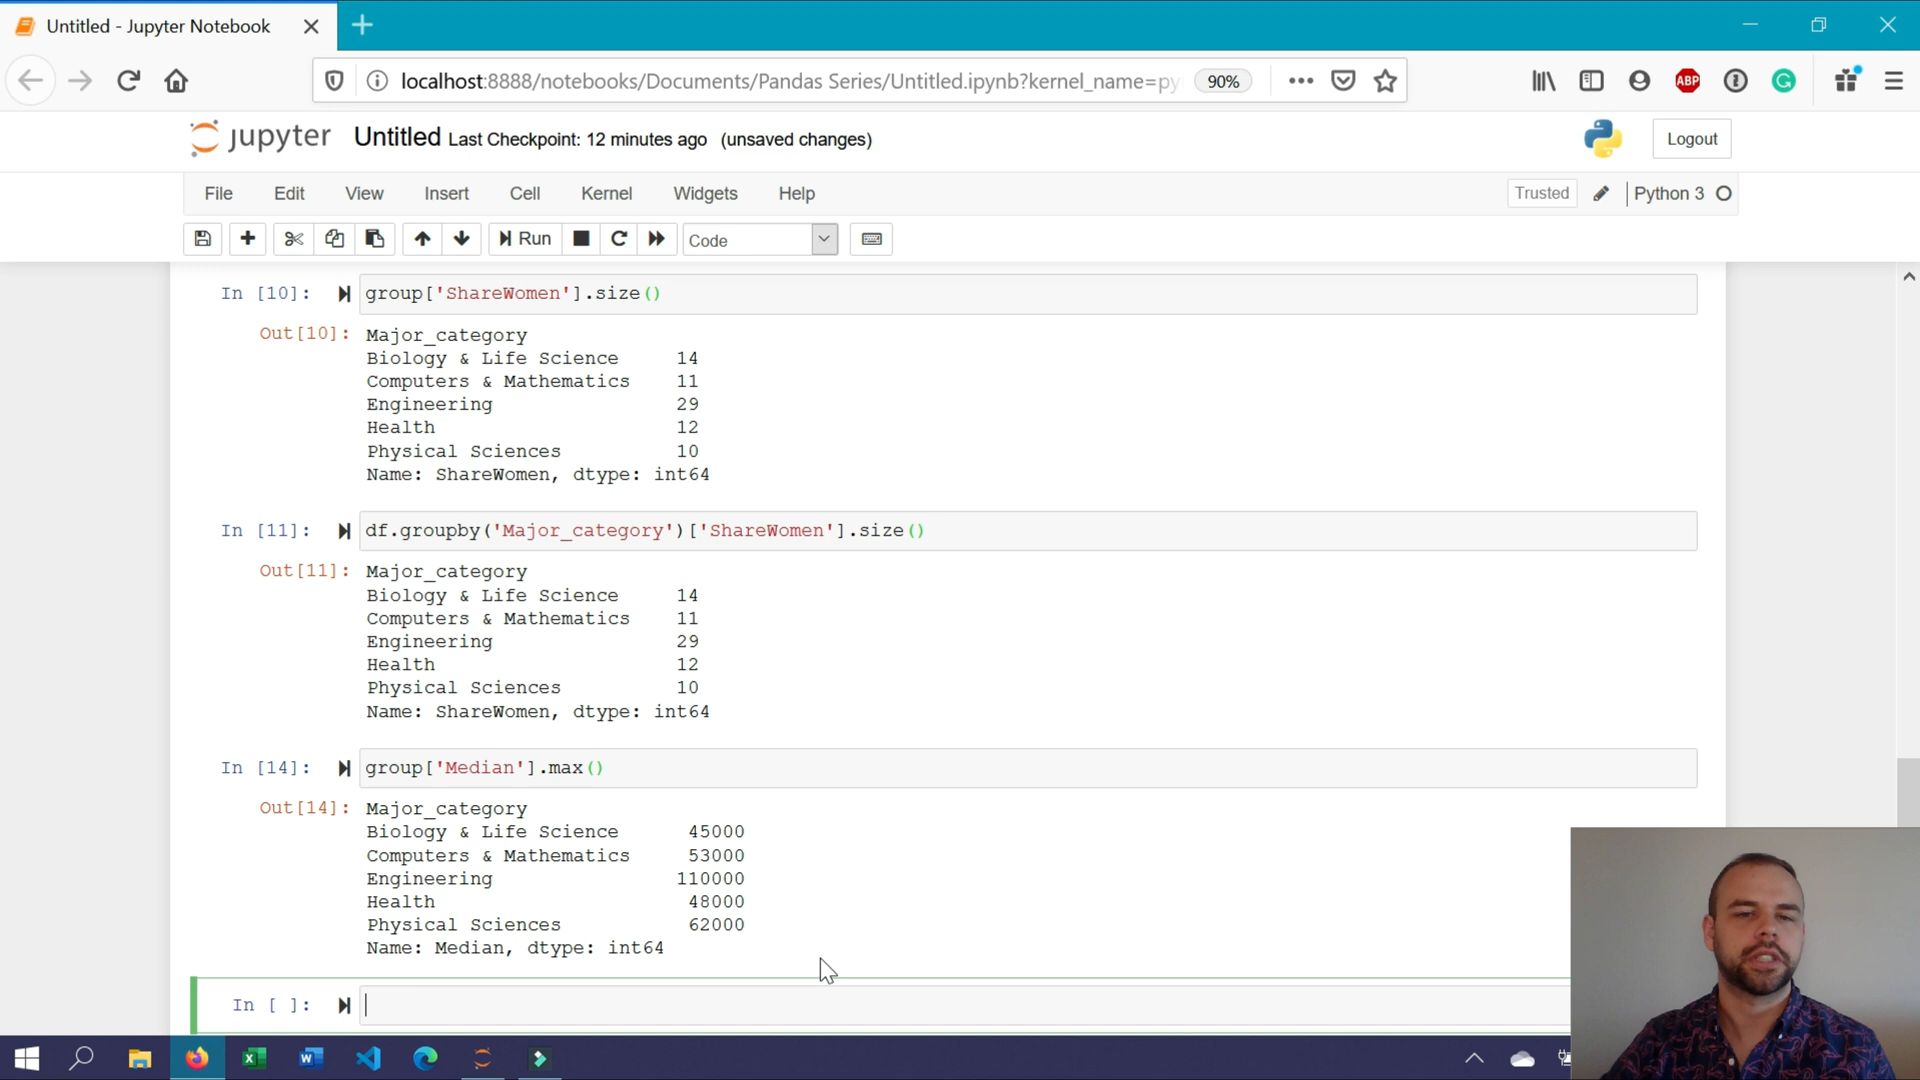 Untitled - Jupyter Notebook
localhost:8888/notebooks/Documents/Pandas Series/Untitled.ipynb?kernel_name=py
90%
ABP
jupyter Untitled Last Checkpoint: 12 minutes ago (unsaved changes)
Logout
File Edit View Insert Cell Kernel Widgets Help
Trusted Python 3
Run Code
In [10]: group['ShareWomen'].size()
Out[10]: Major_category
Biology & Life Science 14
Computers & Mathematics 11
Engineering 29
Health 12
Physical Sciences 10
Name: ShareWomen, dtype: int64
In [11]: df.groupby('Major_category')['ShareWomen'].size()
Out[11]: Major_category
Biology & Life Science 14
Computers & Mathematics 11
Engineering 29
Health 12
Physical Sciences 10
Name: ShareWomen, dtype: int64
In [14]: group['Median'].max()
Out[14]: Major_category
Biology & Life Science 45000
Computers & Mathematics 53000
Engineering 110000
Health 48000
Physical Sciences 62000
Name: Median, dtype: int64
In [ ]: